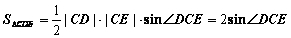 S△CDE = 1/2 | CD | · | CE | · sin∠DCE = 2sin∠DCE